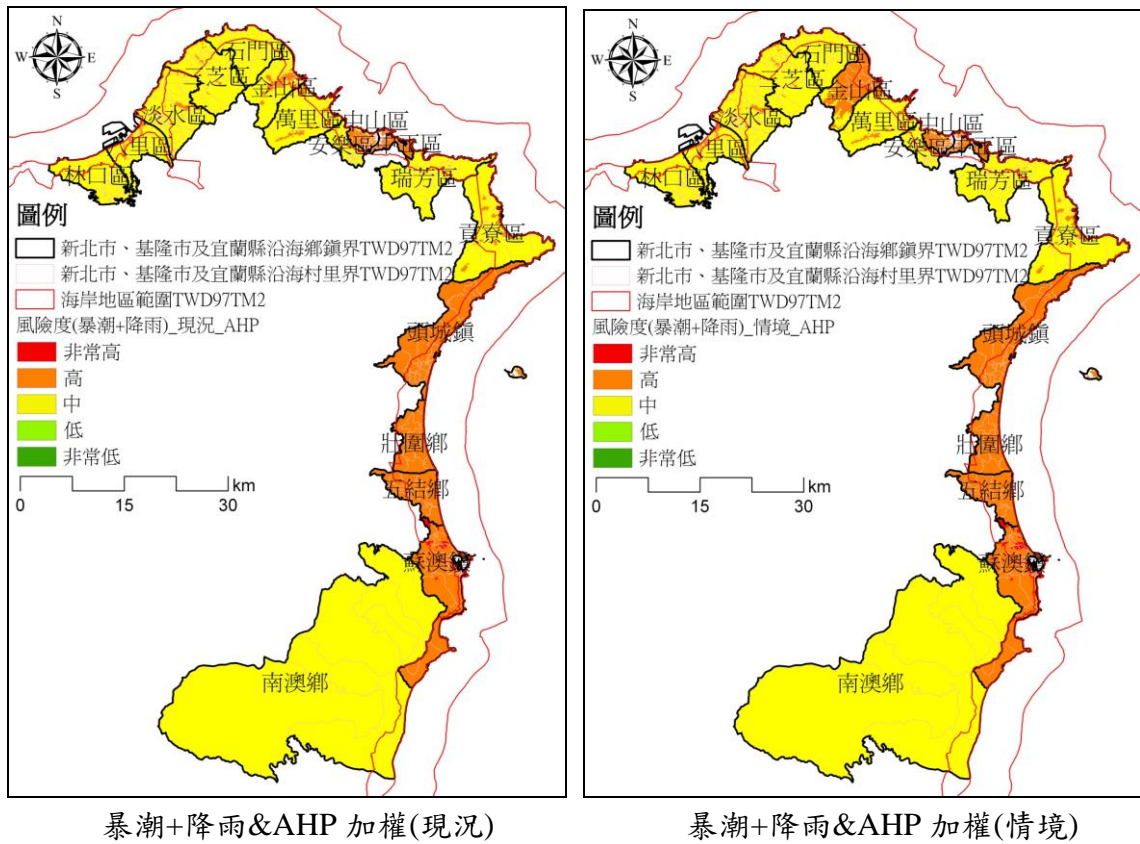 N
W
E
S
石門區
三芝區
金山區
淡水區
萬里區
中山區
里區
安樂區
正區
林口區
瑞芳區
貢寮區
圖例
新北市、基隆市及宜蘭縣沿海鄉鎮界TWD97TM2
新北市、基隆市及宜蘭縣沿海村里界TWD97TM2
海岸地區範圍TWD97TM2
風險度(暴潮+降雨)_現況_AHP
非常高
高
中
低
非常低
頭城鎮
壯圍鄉
五結鄉
蘇澳鎮
南澳鄉
km
0 15 30
暴潮+降雨&AHP 加權(現況)
N
W
E
S
石門區
三芝區
金山區
淡水區
萬里區
中山區
里區
安樂區
正區
林口區
瑞芳區
貢寮區
圖例
新北市、基隆市及宜蘭縣沿海鄉鎮界TWD97TM2
新北市、基隆市及宜蘭縣沿海村里界TWD97TM2
海岸地區範圍TWD97TM2
風險度(暴潮+降雨)_情境_AHP
非常高
高
中
低
非常低
頭城鎮
壯圍鄉
五結鄉
蘇澳鎮
南澳鄉
km
0 15 30
暴潮+降雨&AHP 加權(情境)